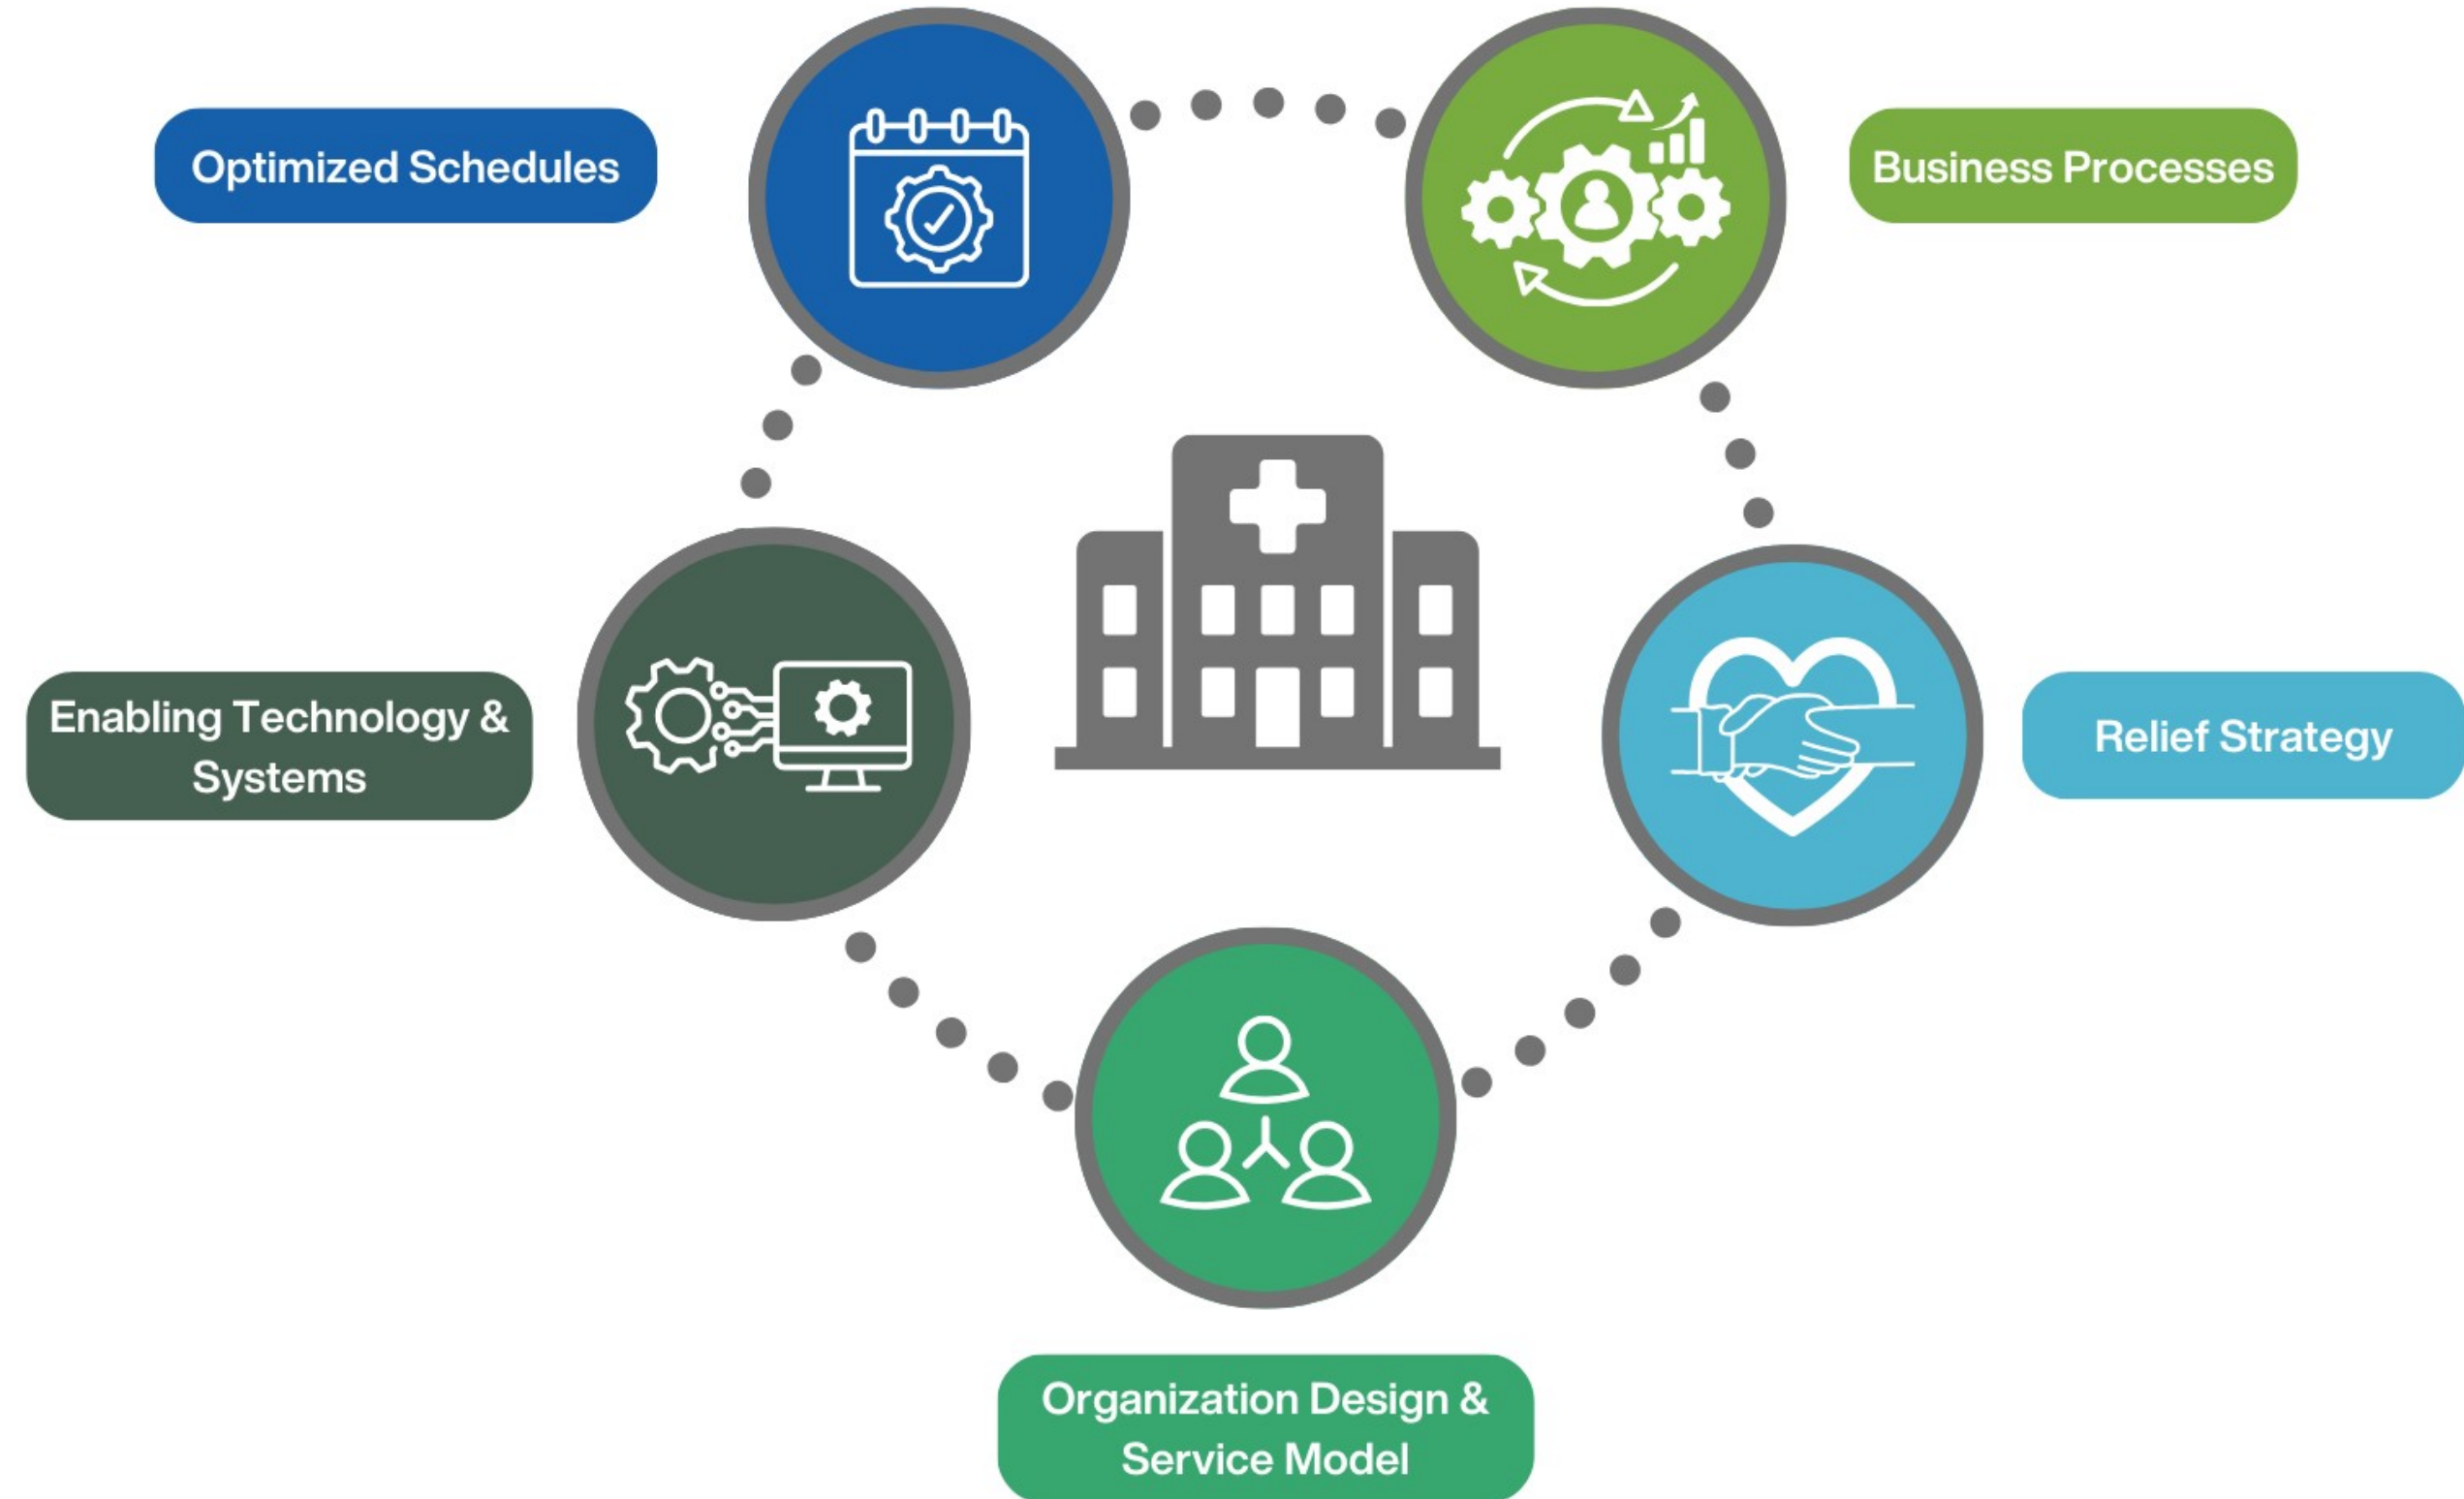 Optimized Schedules
Business Processes
Enabling Technology &
Systems
Relief Strategy
Organization Design &
Service Model